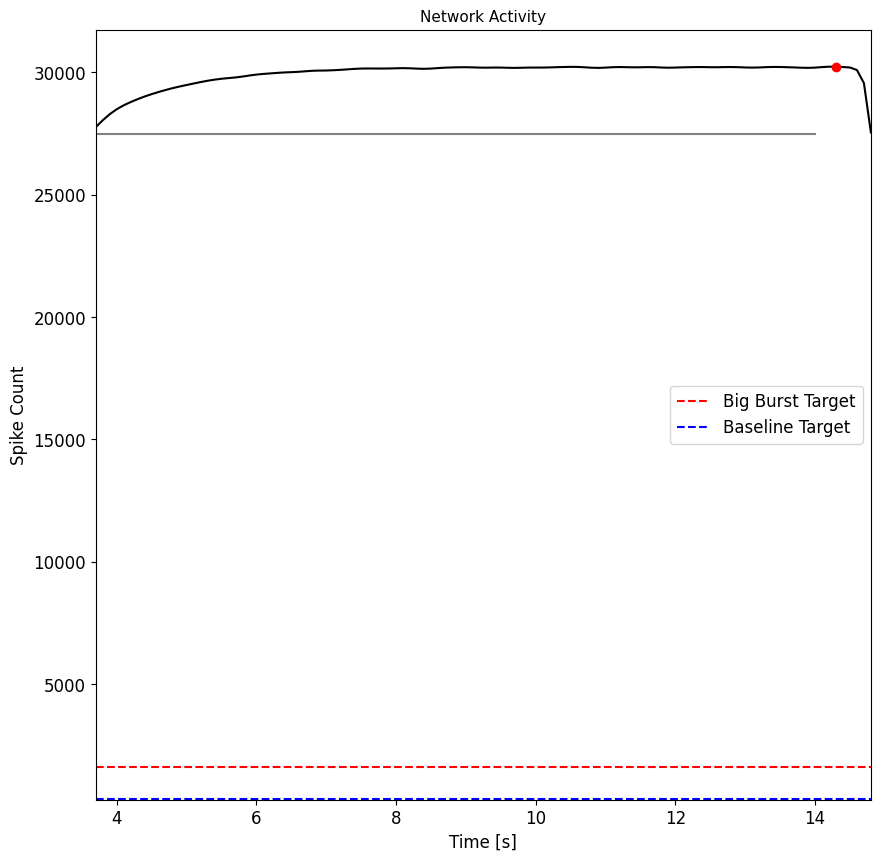 Network Activity
30000
25000
20000
15000
10000
5000
Spike Count
Big Burst Target
Baseline Target
4 6 8 10 12 14
Time [s]